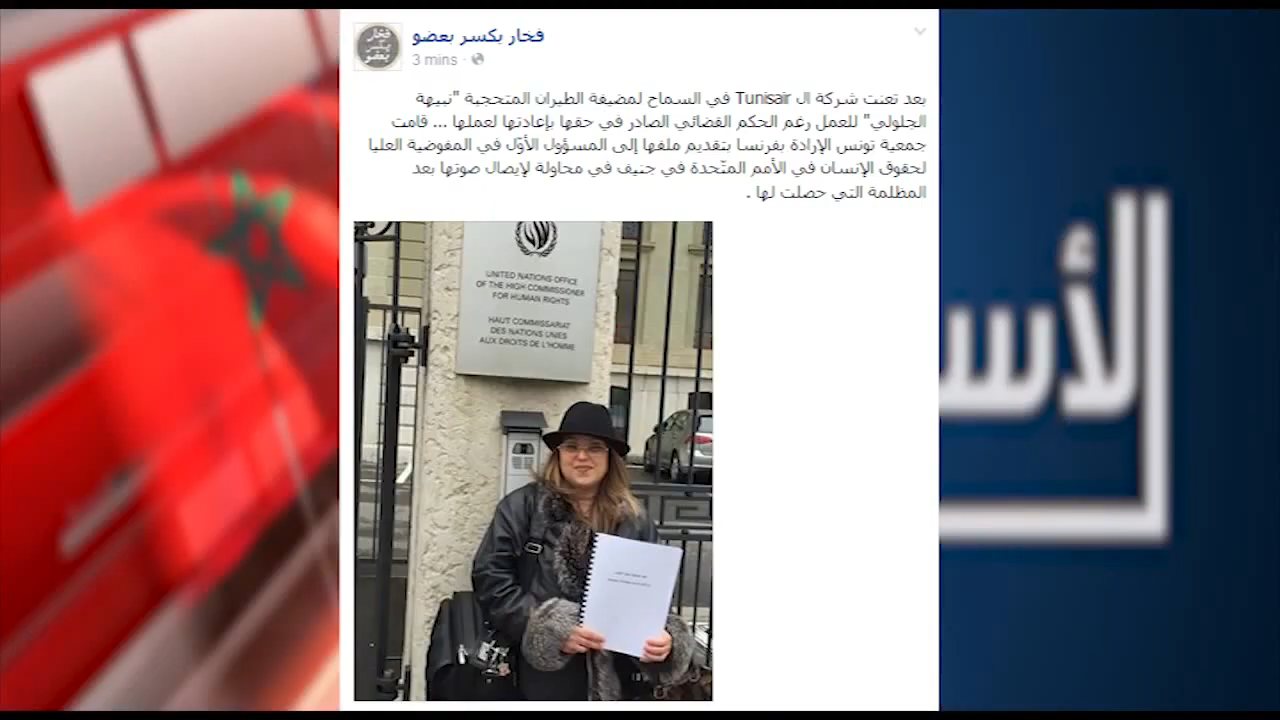 فخار يكسر بعضو
3 mins ·
بعد تعنت شركة ال Tunisair في السماح لمضيفة الطيران المتحجبة "نبيهة
الجلولي" للعمل رغم الحكم القضائي الصادر في حقها بإعادتها لعملها ... قامت
جمعية تونس الإرادة بفرنسا بتقديم ملفها إلى المسؤول الأوّل في المفوضية العليا
لحقوق الإنسان في الأمم المتّحدة في جنيف في محاولة لإيصال صوتها بعد
المظلمة التي حصلت لها .
UNITED NATIONS OFFICE
OF THE HIGH COMMISSIONER
FOR HUMAN RIGHTS
HAUT COMMISSARIAT
DES NATIONS UNIES
AUX DROITS DE L'HOMME